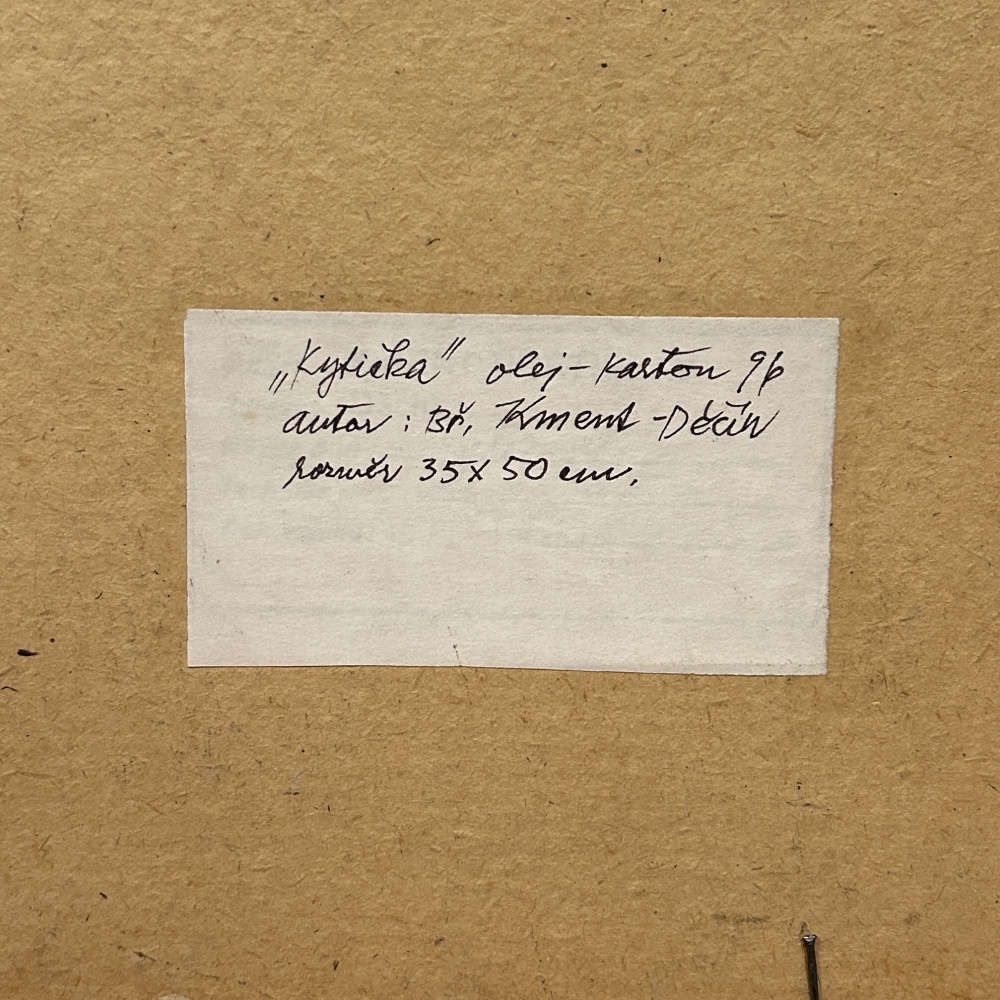 „Kytička" olej - karton 96
autor : Bř. Kment - Děčín
rozměr 35 x 50 cm.